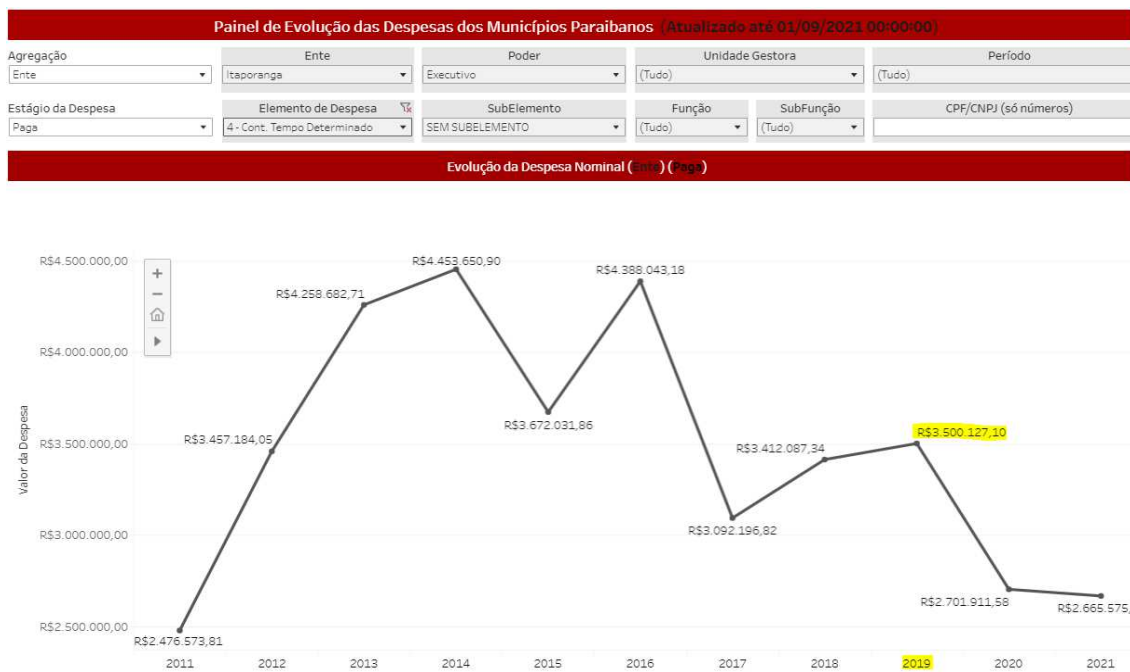 Painel de Evolução das Despesas dos Municípios Paraibanos (Atualizado até 01/09/2021 00:00:00)
Agregação Ente Poder Unidade Gestora Período
Ente Itaporanga Executivo (Tudo) (Tudo)
Estágio da Despesa Elemento de Despesa SubElemento Função SubFunção CPF/CNPJ (só números)
Paga 4 - Cont. Tempo Determinado SEM SUBELEMENTO (Tudo) (Tudo)
Evolução da Despesa Nominal (Ente) (Paga)
R$4.500.000,00 R$4.453.650,90
R$4.388.043,18
R$4.258.682,71
R$4.000.000,00
R$3.672.031,86
R$3.500.000,00 R$3.457.184,05 R$3.412.087,34 R$3.500.127,10
R$3.092.196,82
R$3.000.000,00
R$2.701.911,58 R$2.665.575,
R$2.500.000,00
R$2.476.573,81
Valor da Despesa
2011 2012 2013 2014 2015 2016 2017 2018 2019 2020 2021